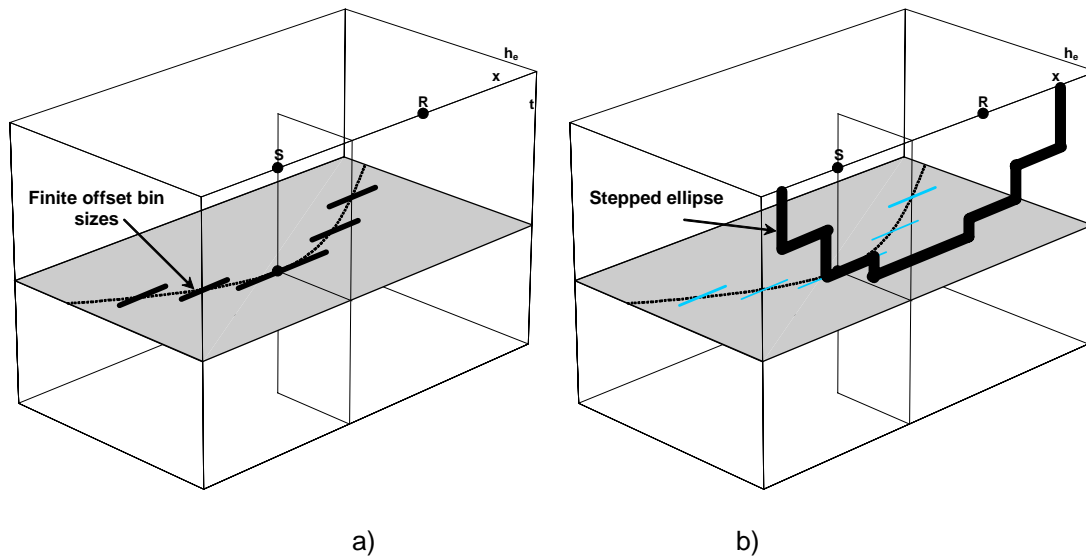 h_e
x
t
R
S
Finite offset bin
sizes
a)
h_e
x
R
S
Stepped ellipse
b)